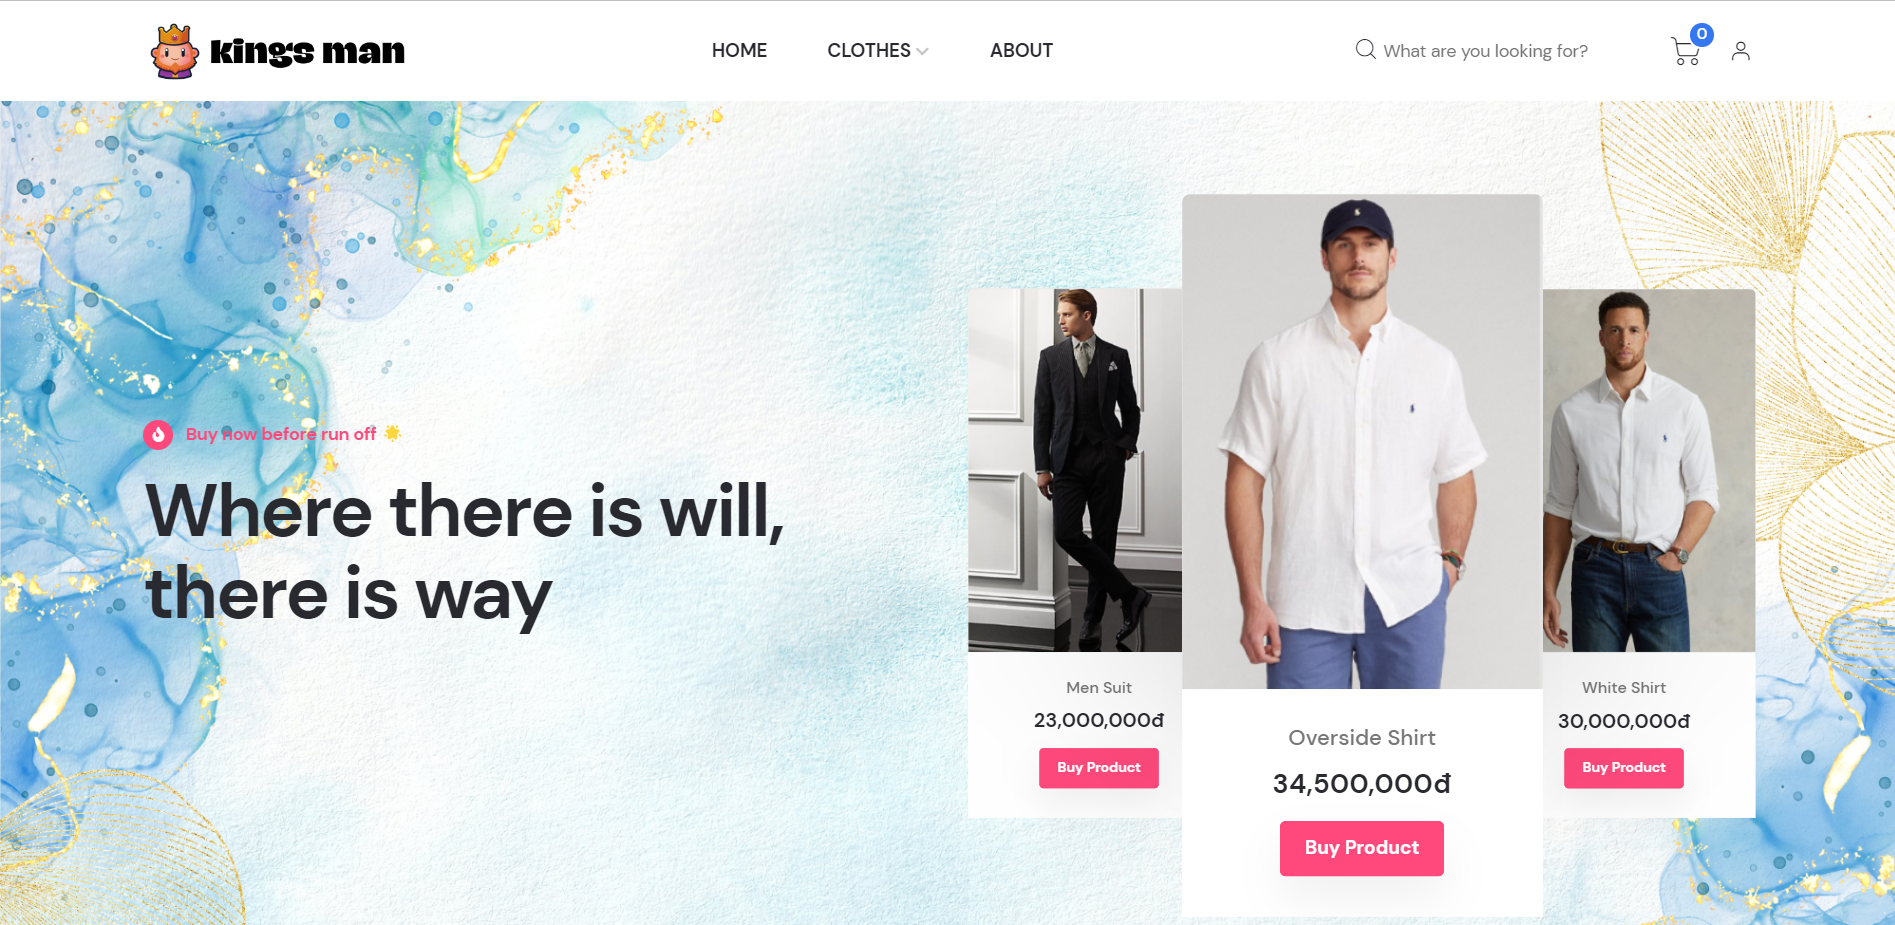 kings man
HOME
CLOTHES
ABOUT
What are you looking for?
0
Buy now before run off
Where there is will,
there is way
Men Suit
23,000,000đ
Buy Product
Overside Shirt
34,500,000đ
Buy Product
White Shirt
30,000,000đ
Buy Product